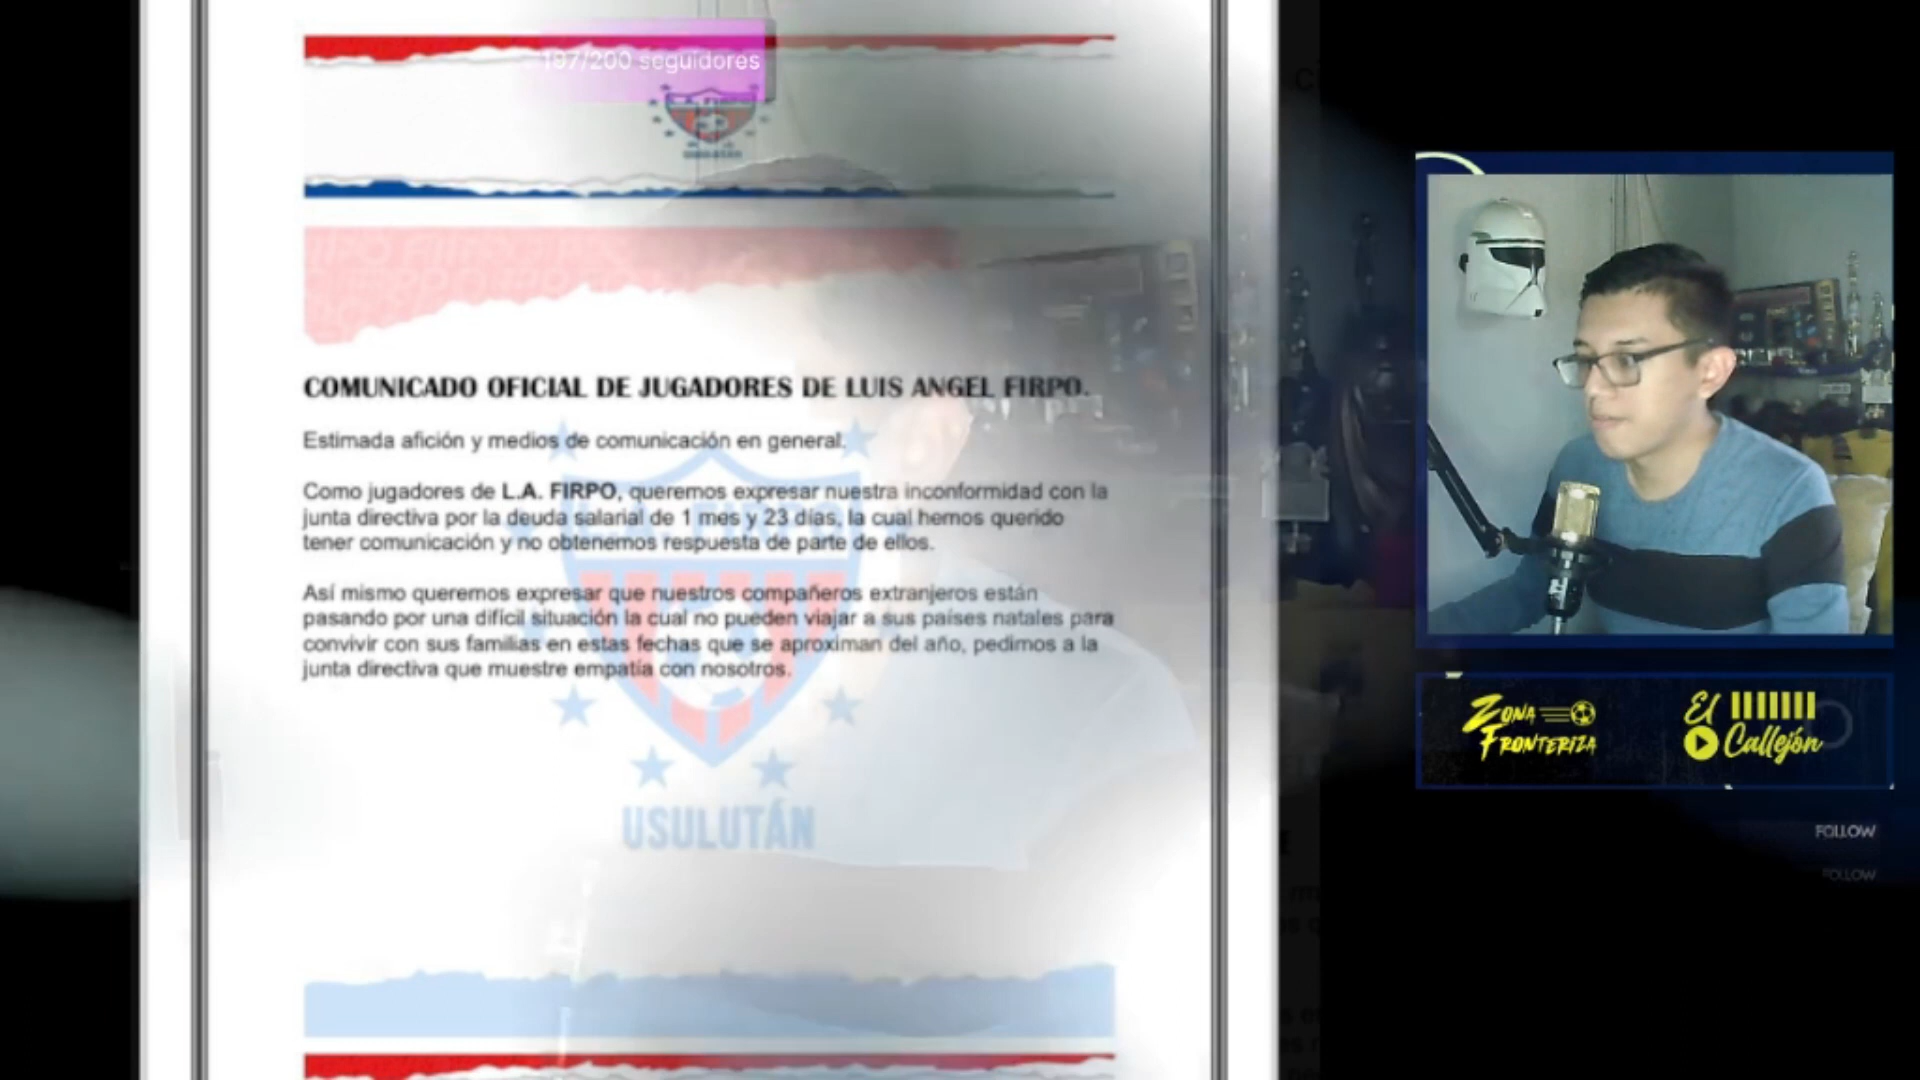 197/200 seguidores
L.A. FIRPO
USULUTÁN
COMUNICADO OFICIAL DE JUGADORES DE LUIS ANGEL FIRPO.
Estimada afición y medios de comunicación en general.
Como jugadores de L.A. FIRPO, queremos expresar nuestra inconformidad con la
junta directiva por la deuda salarial de 1 mes y 23 días, la cual hemos querido
tener comunicación y no obtenemos respuesta de parte de ellos.
Así mismo queremos expresar que nuestros compañeros extranjeros están
pasando por una difícil situación la cual no pueden viajar a sus países natales para
convivir con sus familias en estas fechas que se aproximan del año, pedimos a la
junta directiva que muestre empatía con nosotros.
USULUTÁN
ZONA
FRONTERIZA
El
Callejón
FOLLOW
FOLLOW